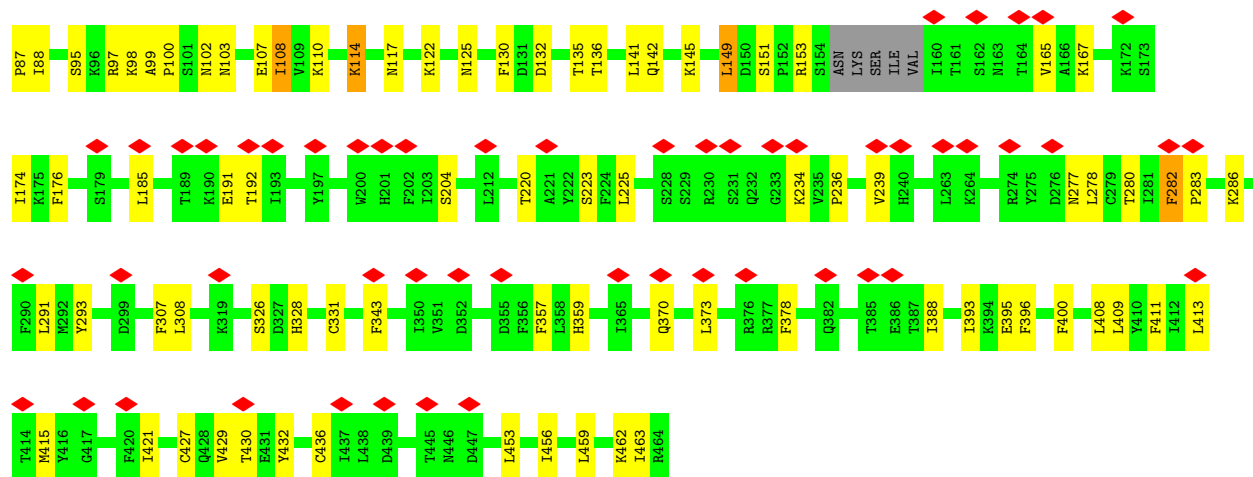 P87 I88 S95 K96 R97 K98 A99 P100 S101 N102 N103 E107 I108 V109 K110 K114 N117 K122 N125 F130 D131 D132 T135 T136 L141 Q142 K145 L149 D150 S151 P152 R153 S154 ASN LYS SER ILE VAL I160 T161 S162 N163 T164 V165 A166 K167 K172 S173
I174 K175 F176 S179 L185 T189 K190 E191 T192 I193 Y197 W200 H201 F202 I203 S204 L212 T220 A221 Y222 S223 F224 L225 S228 S229 R230 S231 Q232 G233 K234 V235 P236 V239 H240 L263 K264 R274 Y275 D276 N277 L278 C279 T280 I281 F282 P283 K286
F290 L291 M292 Y293 D299 F307 L308 K319 S326 D327 H328 C331 F343 I350 V351 D352 D355 F356 F357 L358 H359 I365 Q370 L373 R376 R377 F378 Q382 T385 E386 T387 I388 I393 K394 E395 F396 F400 L408 L409 Y410 F411 I412 L413
T414 M415 Y416 G417 F420 I421 C427 Q428 V429 T430 E431 Y432 C436 I437 L438 D439 T445 N446 D447 L453 I456 L459 K462 I463 R464